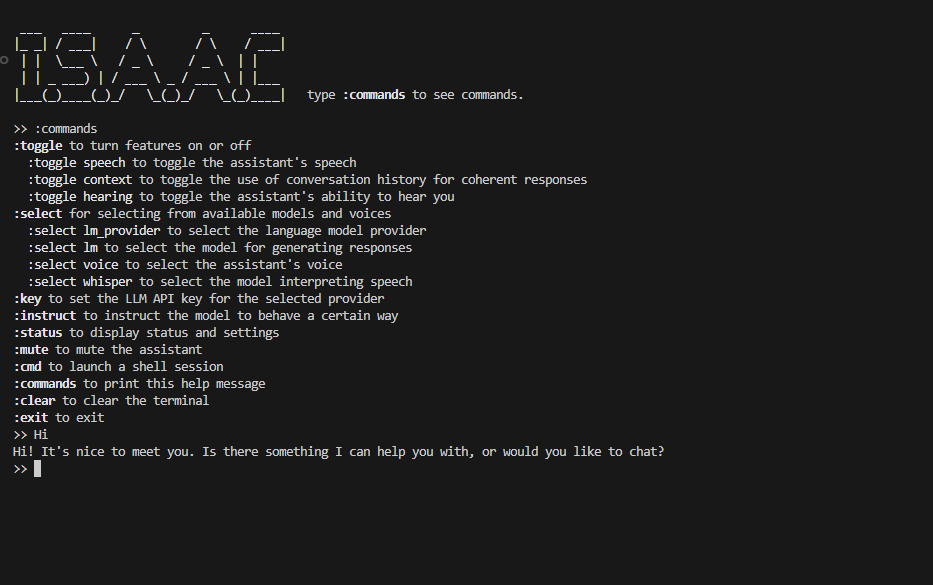 I.S.A.A.C type :commands to see commands.
>> :commands
:toggle to turn features on or off
:toggle speech to toggle the assistant's speech
:toggle context to toggle the use of conversation history for coherent responses
:toggle hearing to toggle the assistant's ability to hear you
:select for selecting from available models and voices
:select lm_provider to select the language model provider
:select lm to select the model for generating responses
:select voice to select the assistant's voice
:select whisper to select the model interpreting speech
:key to set the LLM API key for the selected provider
:instruct to instruct the model to behave a certain way
:status to display status and settings
:mute to mute the assistant
:cmd to launch a shell session
:commands to print this help message
:clear to clear the terminal
:exit to exit
>> Hi
Hi! It's nice to meet you. Is there something I can help you with, or would you like to chat?
>>